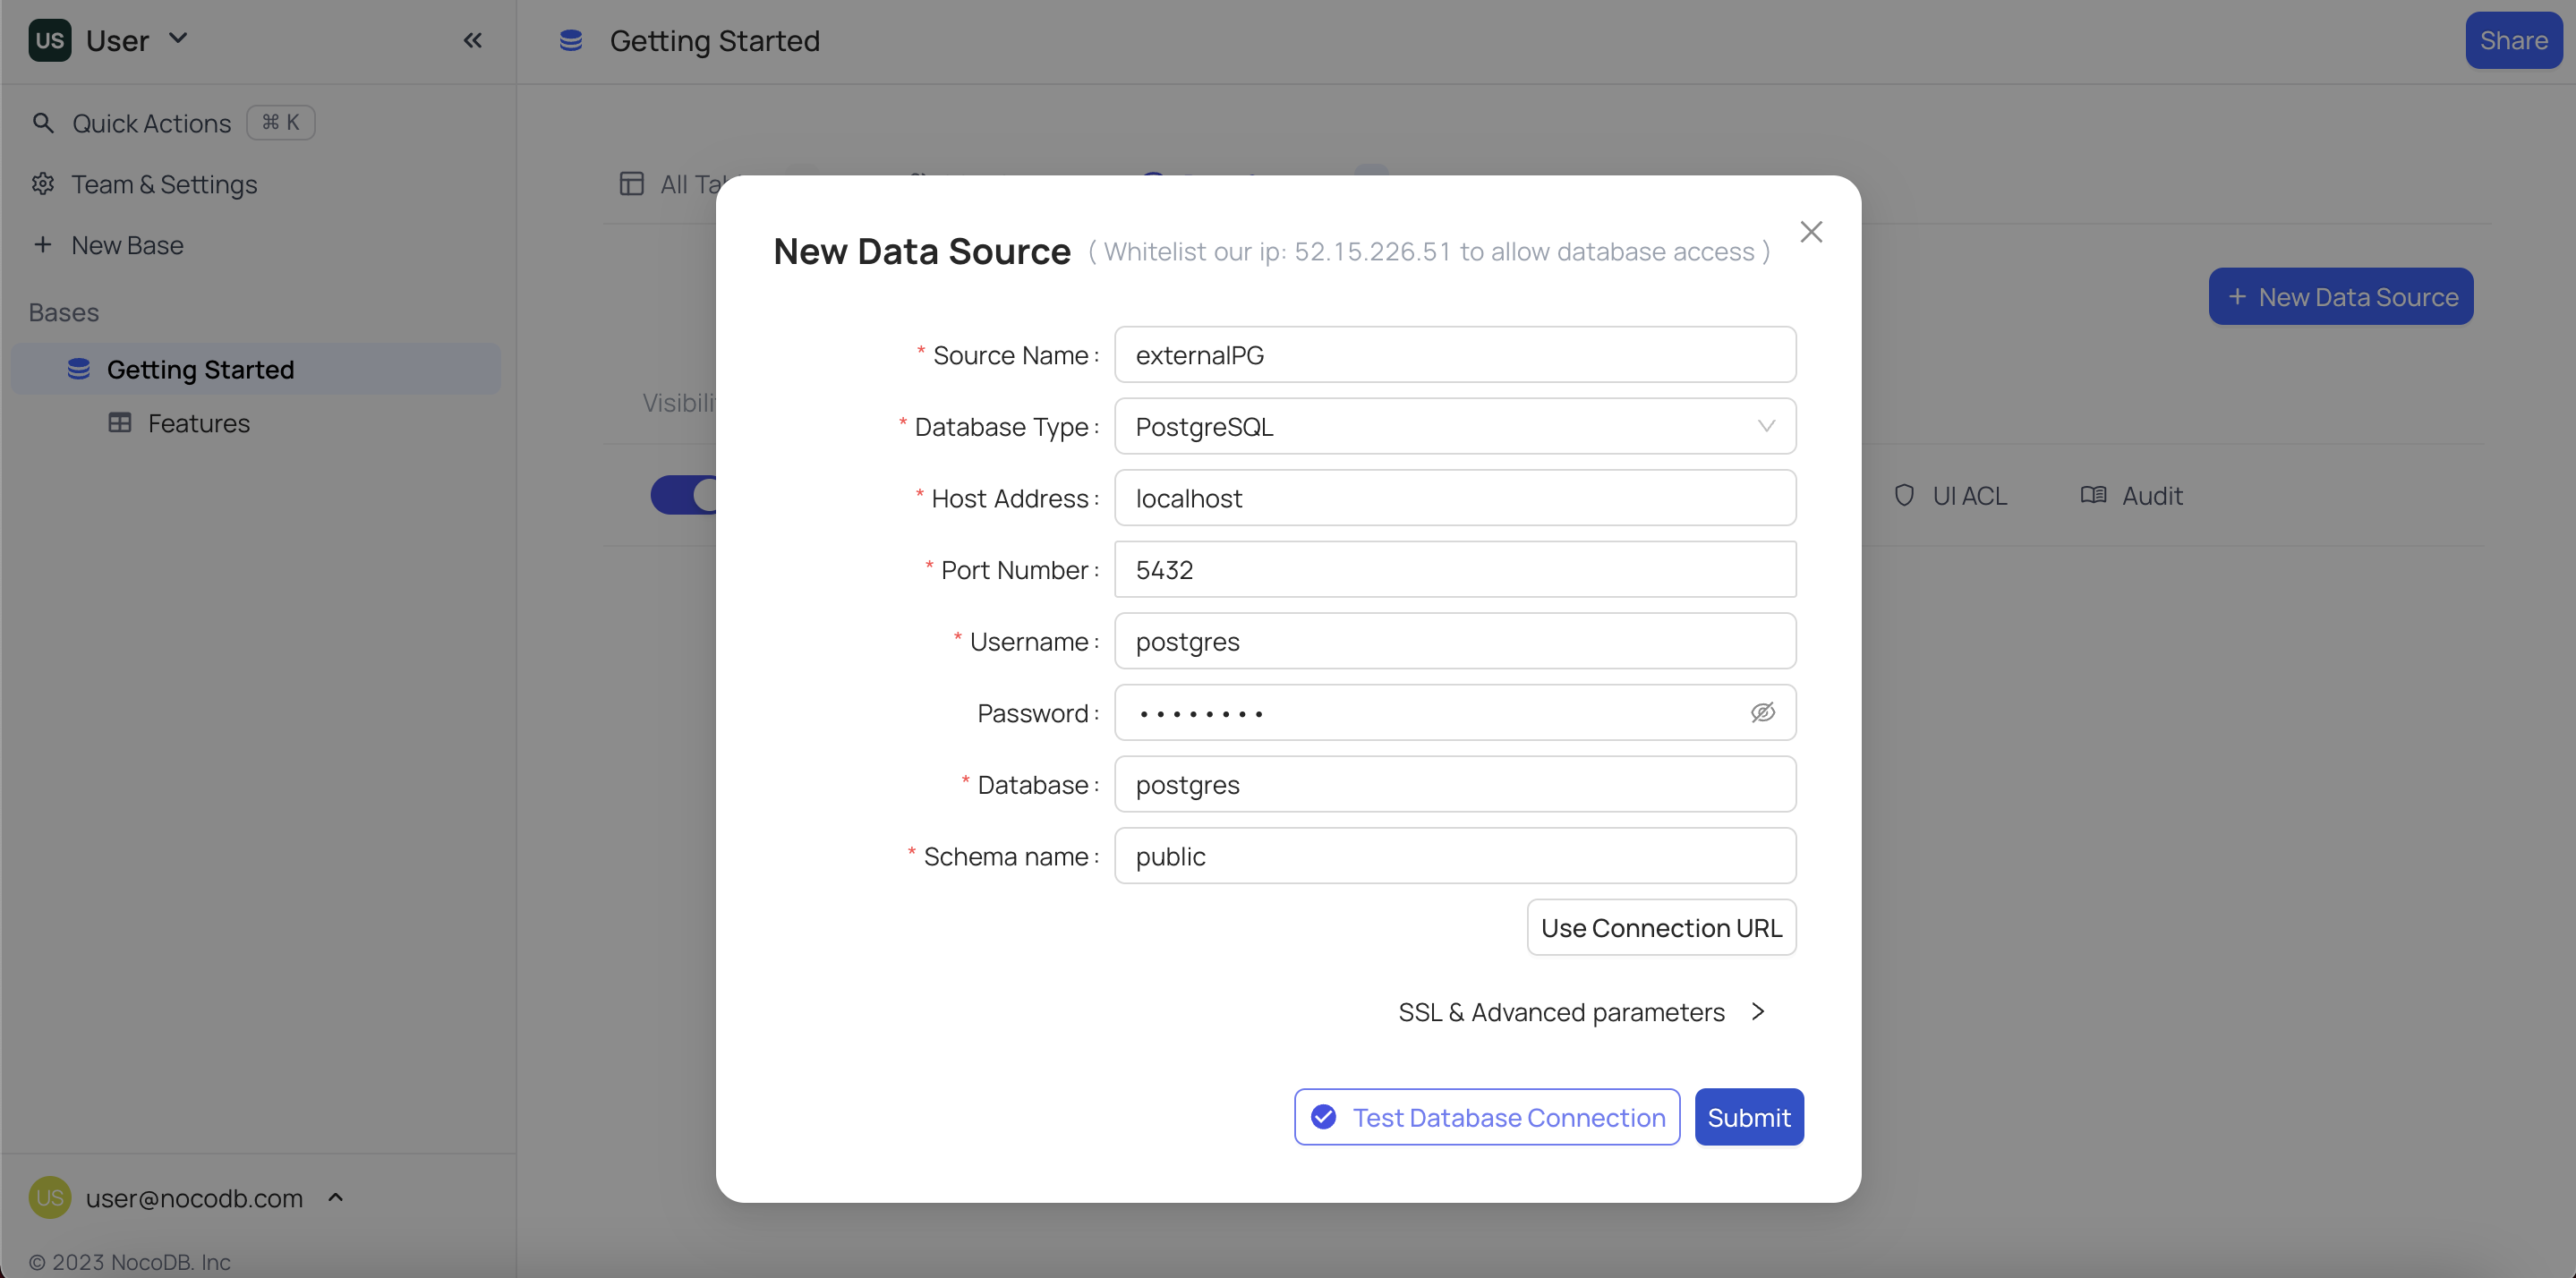 US User
Getting Started
Share
Quick Actions ⌘ K
Team & Settings
New Base
Bases
Getting Started
Features
user@nocodb.com
US
© 2023 NocoDB. Inc
All
New Data Source
UI ACL
Audit
New Data Source ( Whitelist our ip: 52.15.226.51 to allow database access )
* Source Name : externalPG
* Database Type : PostgreSQL
* Host Address : localhost
* Port Number : 5432
* Username : postgres
Password : ••••••••
* Database : postgres
* Schema name : public
Use Connection URL
SSL & Advanced parameters
Test Database Connection
Submit